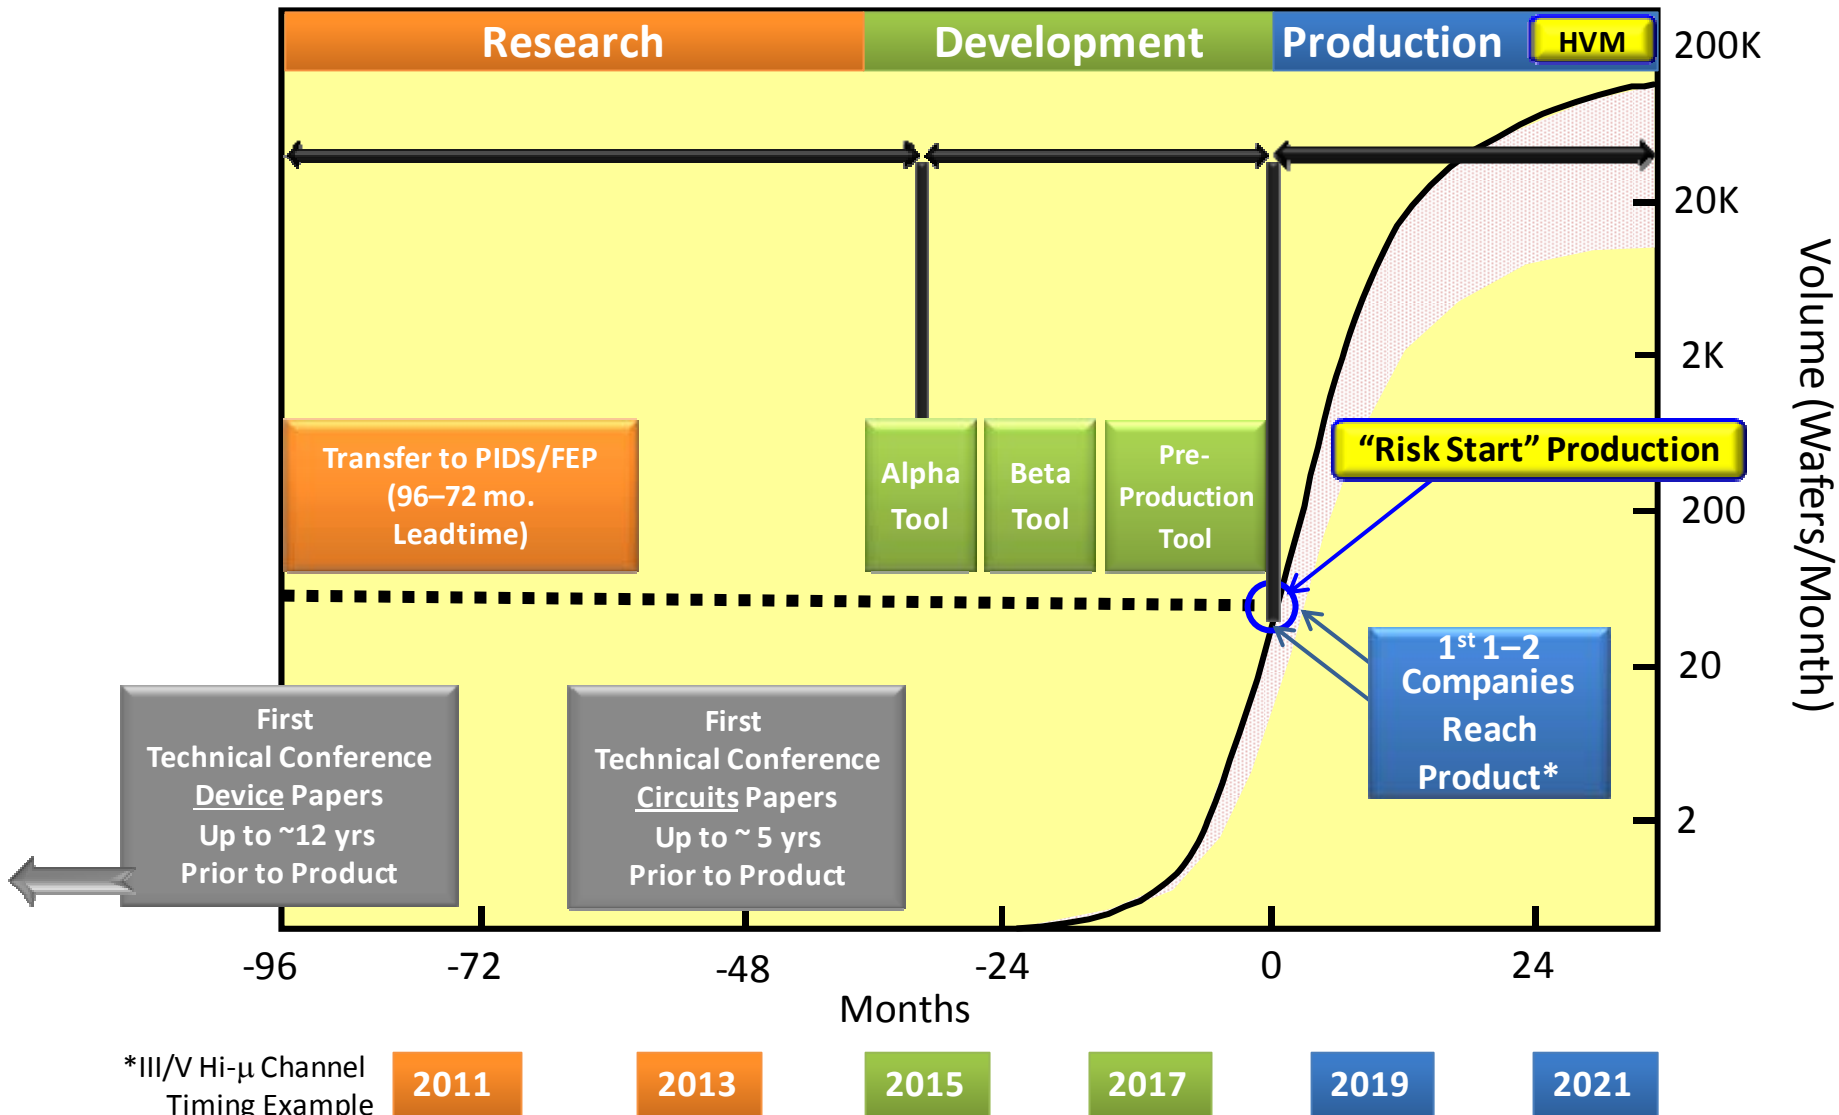 Research
Development
Production
HVM
200K
20K
2K
200
20
2
Volume (Wafers/Month)
Transfer to PIDS/FEP
(96–72 mo.
Leadtime)
Alpha
Tool
Beta
Tool
Pre-
Production
Tool
“Risk Start” Production
1st 1–2
Companies
Reach
Product*
First
Technical Conference
Device Papers
Up to ~12 yrs
Prior to Product
First
Technical Conference
Circuits Papers
Up to ~ 5 yrs
Prior to Product
-96
-72
-48
-24
0
24
Months
*III/V Hi-μ Channel
Timing Example
2011
2013
2015
2017
2019
2021